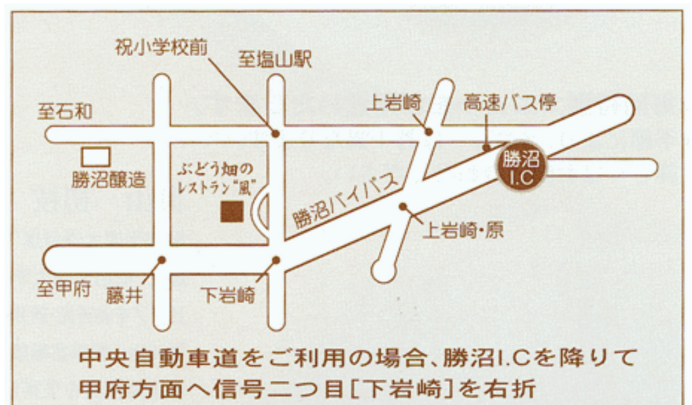 祝小学校前
至塩山駅
至石和
上岩崎
高速バス停
勝沼醸造
ぶどう畑の
レストラン“風”
勝沼
I.C
勝沼バイパス
上岩崎・原
至甲府
藤井
下岩崎
中央自動車道をご利用の場合、勝沼I.Cを降りて
甲府方面へ信号二つ目[下岩崎]を右折